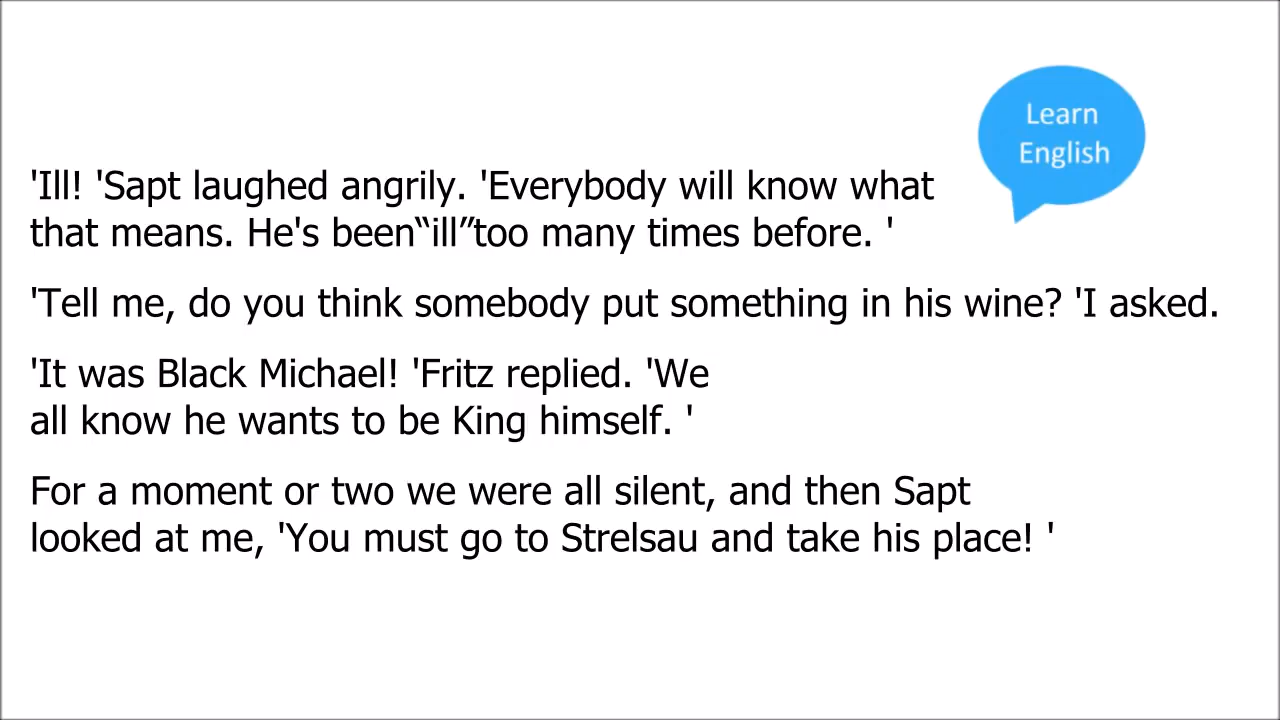 Learn
English
'Ill! 'Sapt laughed angrily. 'Everybody will know what
that means. He's been“ill”too many times before. '
'Tell me, do you think somebody put something in his wine? 'I asked.
'It was Black Michael! 'Fritz replied. 'We
all know he wants to be King himself. '
For a moment or two we were all silent, and then Sapt
looked at me, 'You must go to Strelsau and take his place! '